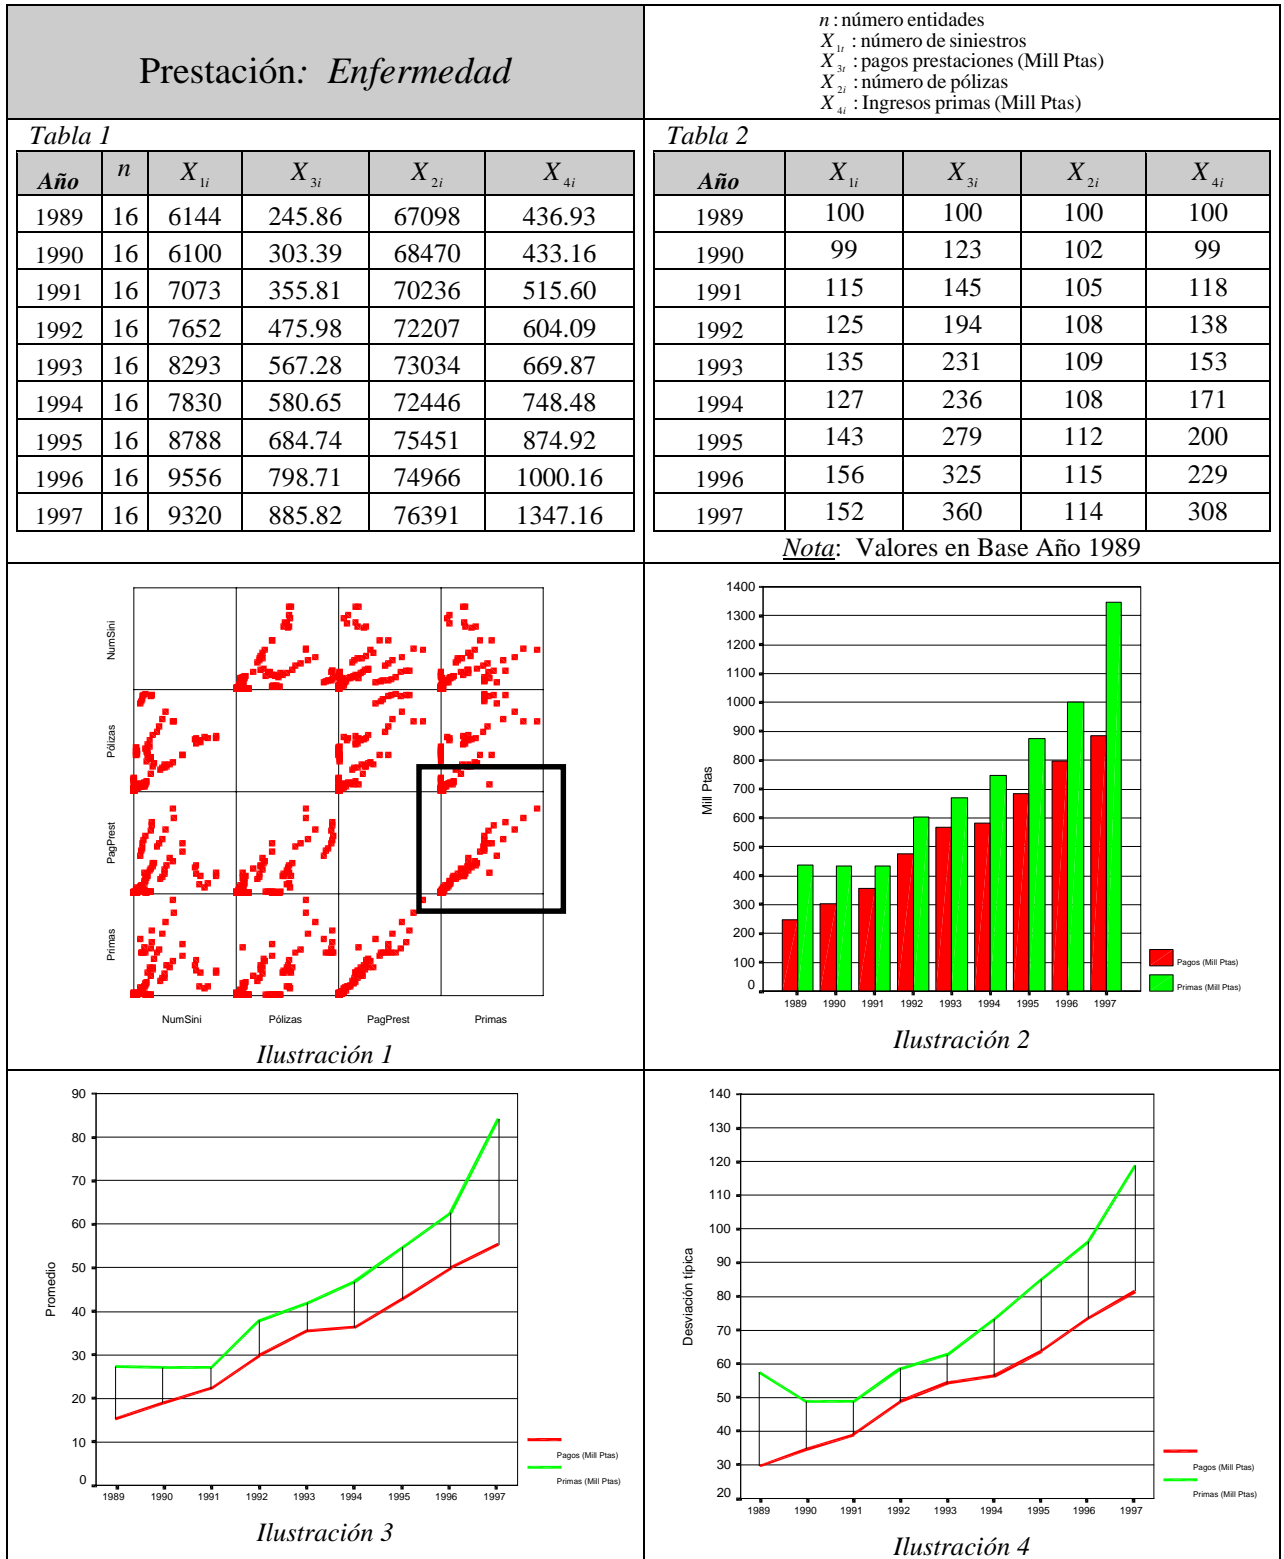 Prestación: Enfermedad
n : número entidades
X 1t : número de siniestros
X 3t : pagos prestaciones (Mill Ptas)
X 2i : número de pólizas
X 4i : Ingresos primas (Mill Ptas)
Tabla 1
Año n X 1i X 3i X 2i X 4i
1989 16 6144 245.86 67098 436.93
1990 16 6100 303.39 68470 433.16
1991 16 7073 355.81 70236 515.60
1992 16 7652 475.98 72207 604.09
1993 16 8293 567.28 73034 669.87
1994 16 7830 580.65 72446 748.48
1995 16 8788 684.74 75451 874.92
1996 16 9556 798.71 74966 1000.16
1997 16 9320 885.82 76391 1347.16
Tabla 2
Año X 1i X 3i X 2i X 4i
1989 100 100 100 100
1990 99 123 102 99
1991 115 145 105 118
1992 125 194 108 138
1993 135 231 109 153
1994 127 236 108 171
1995 143 279 112 200
1996 156 325 115 229
1997 152 360 114 308
Nota: Valores en Base Año 1989
NumSini
Pólizas
PagPrest
Primas
NumSini Pólizas PagPrest Primas
Ilustración 1
1400
1300
1200
1100
1000
900
800
700
600
500
400
300
200
100
0
Mill Ptas
1989 1990 1991 1992 1993 1994 1995 1996 1997
Pagos (Mill Ptas)
Primas (Mill Ptas)
Ilustración 2
90
80
70
60
50
40
30
20
10
0
Promedio
1989 1990 1991 1992 1993 1994 1995 1996 1997
Pagos (Mill Ptas)
Primas (Mill Ptas)
Ilustración 3
140
130
120
110
100
90
80
70
60
50
40
30
20
Desviación típica
1989 1990 1991 1992 1993 1994 1995 1996 1997
Pagos (Mill Ptas)
Primas (Mill Ptas)
Ilustración 4